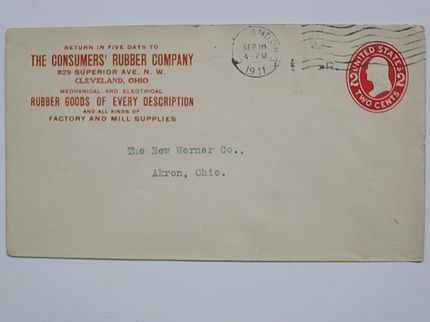 RETURN IN FIVE DAYS TO
THE CONSUMERS' RUBBER COMPANY
829 SUPERIOR AVE. N. W.
CLEVELAND, OHIO
MECHANICAL AND ELECTRICAL
RUBBER GOODS OF EVERY DESCRIPTION
AND ALL KINDS OF
FACTORY AND MILL SUPPLIES
SEP 18
4-PM
1911
UNITED STATES
2 2
TWO CENTS
The New Werner Co.,
Akron, Ohio.